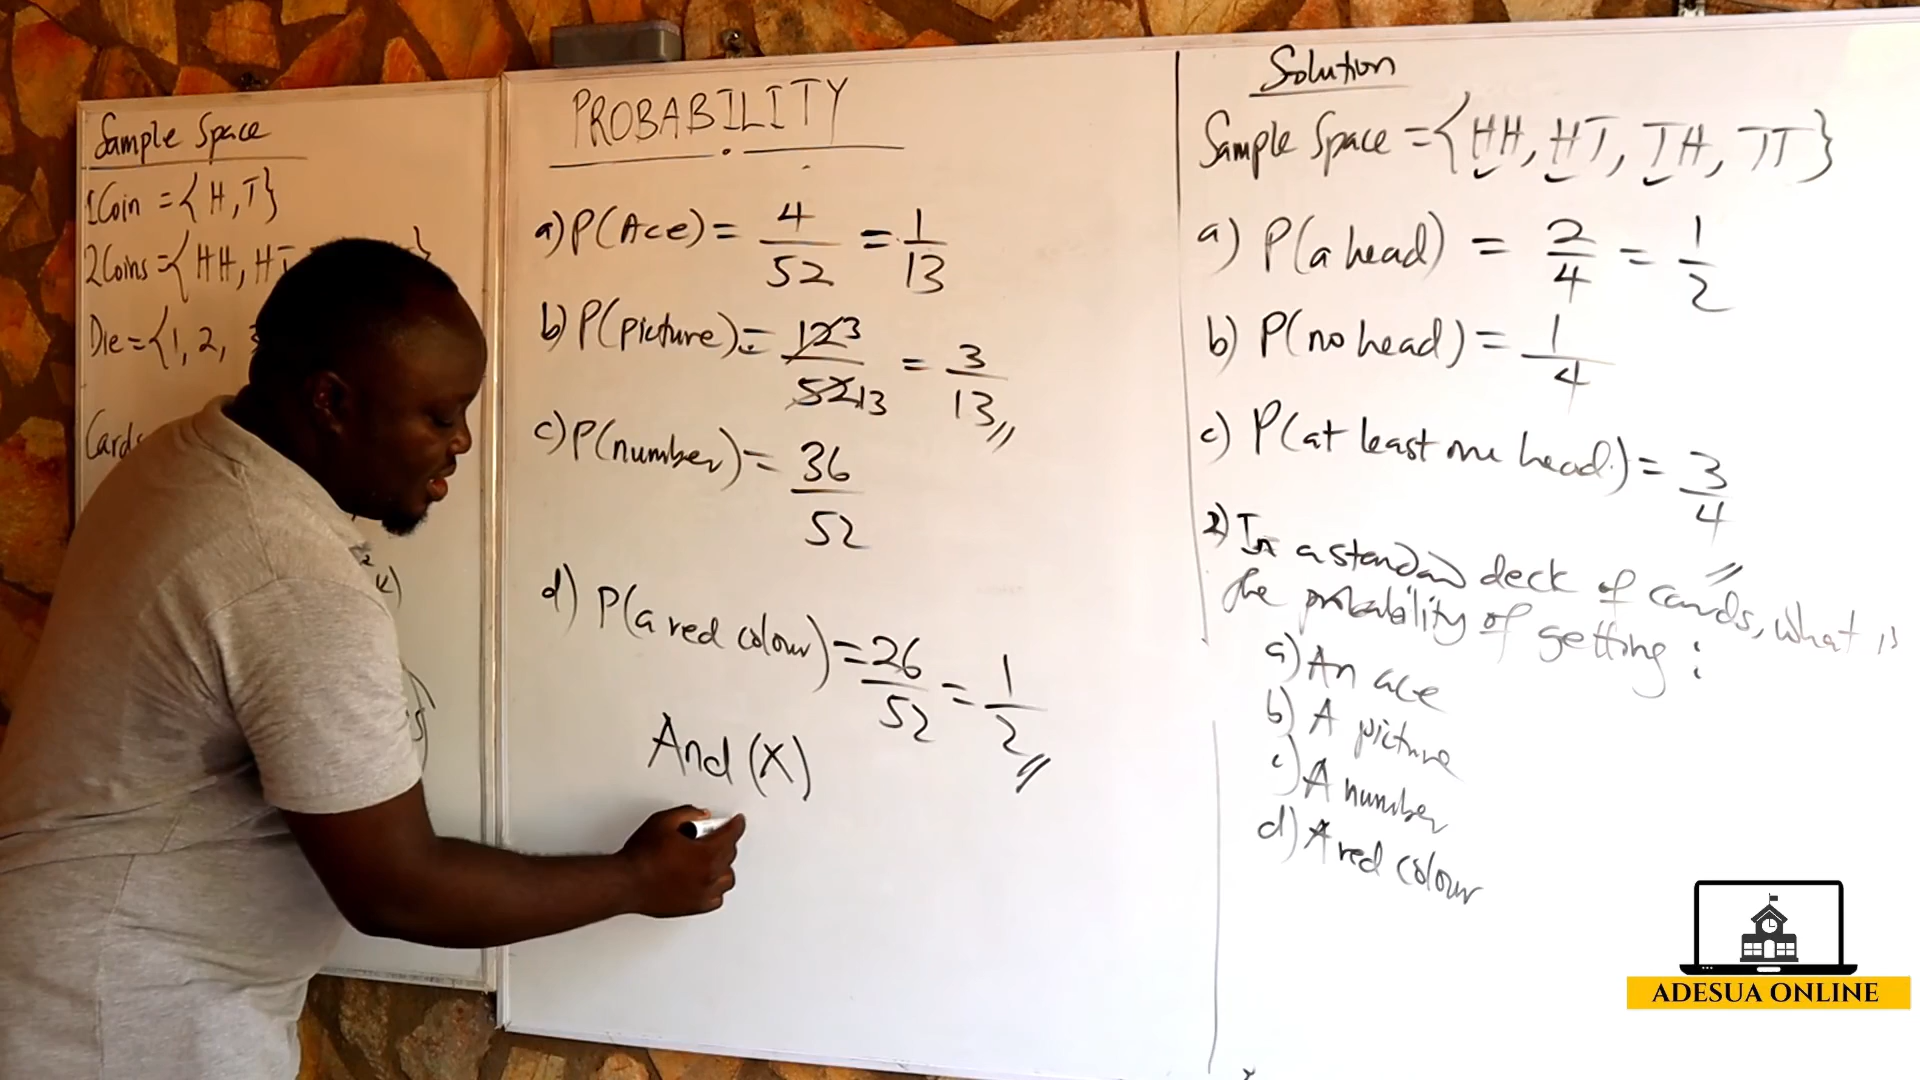 Sample Space
1Coin = {H, T}
2Coins = {HH, HT
Die = {1, 2,
Cards
PROBABILITY
a) P(Ace) = 4/52 = 1/13
b) P(picture) = 12 3/52 13 = 3/13
c) P(number) = 36/52
d) P(a red colour) = 26/52 = 1/2
And (X)
Solution
Sample Space = {HH, HT, TH, TT}
a) P(a head) = 2/4 = 1/2
b) P(no head) = 1/4
c) P(at least one head.) = 3/4
2) In a standard deck of cards, what is
the probability of getting :
a) An ace
b) A picture
c) A number
d) A red colour
ADESUA ONLINE